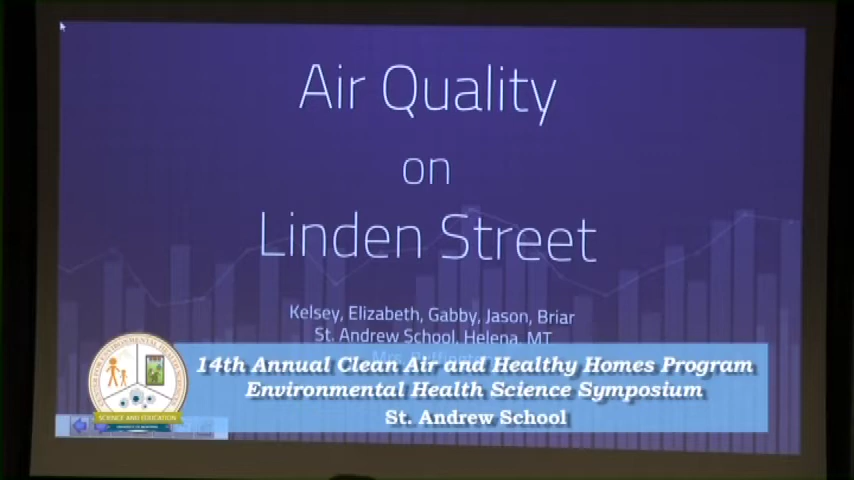 Air Quality
on
Linden Street
Kelsey, Elizabeth, Gabby, Jason, Briar
St. Andrew School, Helena, MT
14th Annual Clean Air and Healthy Homes Program
Environmental Health Science Symposium
St. Andrew School
SCIENCE AND EDUCATION